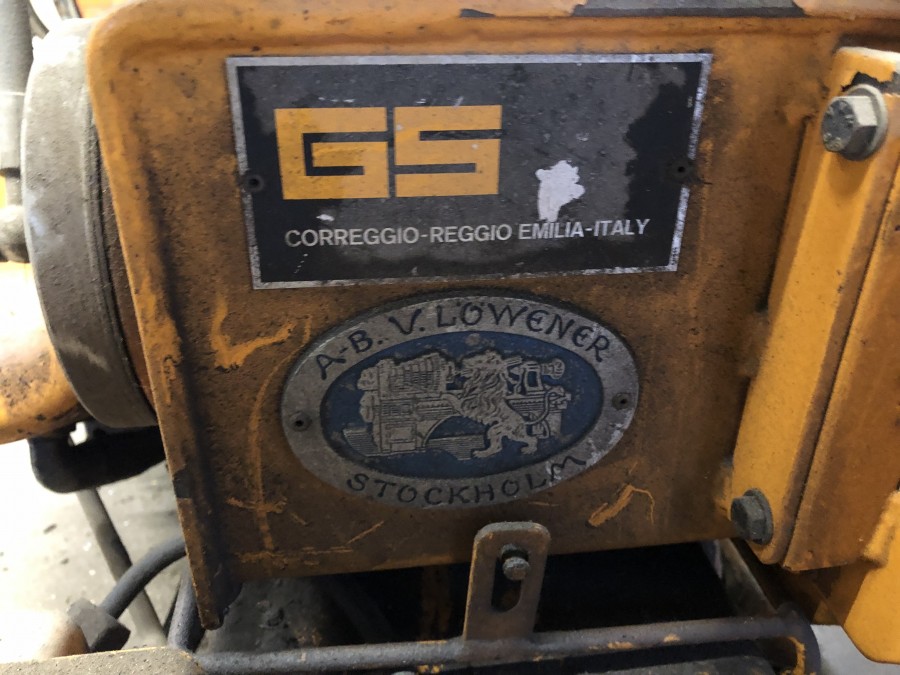 GS
CORREGGIO-REGGIO EMILIA-ITALY
A-B. V. LÖWENER
STOCKHOLM